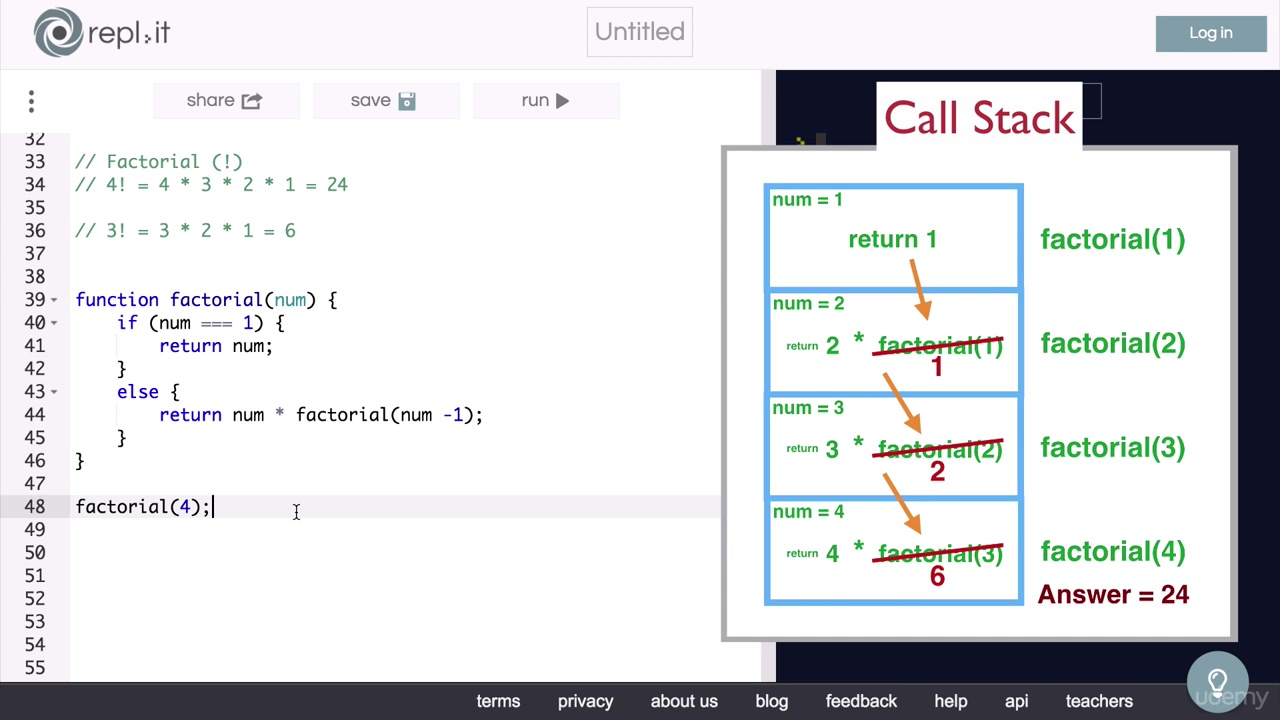 repl.it
Untitled
Log in
share
save
run
Call Stack
32
33 // Factorial (!)
34 // 4! = 4 * 3 * 2 * 1 = 24
35
36 // 3! = 3 * 2 * 1 = 6
37
38
39 function factorial(num) {
40 if (num === 1) {
41 return num;
42 }
43 else {
44 return num * factorial(num -1);
45 }
46 }
47
48 factorial(4);
49
50
51
52
53
54
55
num = 1
return 1
factorial(1)
num = 2
return 2 * factorial(1)
1
factorial(2)
num = 3
return 3 * factorial(2)
2
factorial(3)
num = 4
return 4 * factorial(3)
6
factorial(4)
Answer = 24
terms privacy about us blog feedback help api teachers
udemy